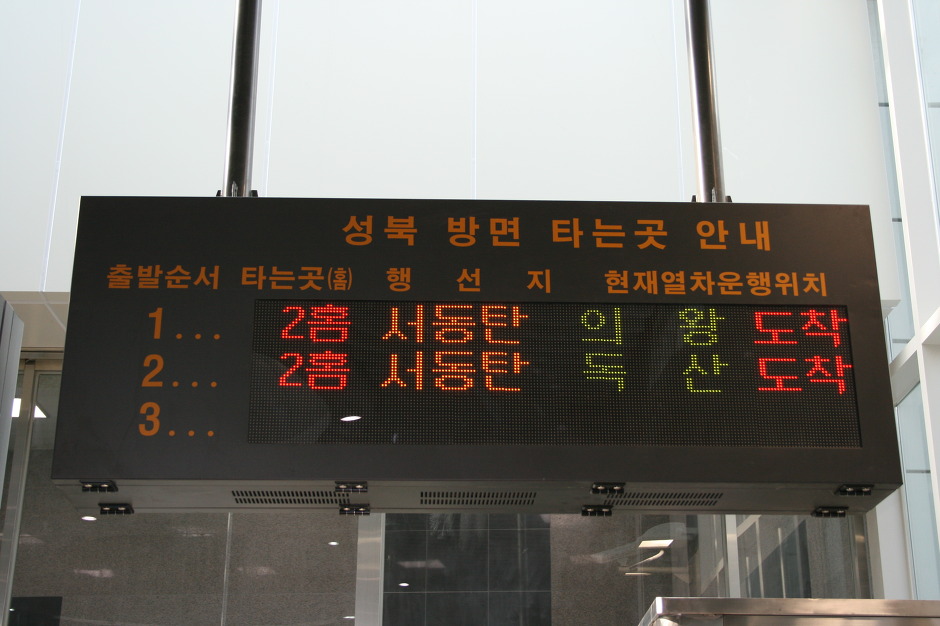 성북 방면 타는곳 안내
출발순서 타는곳(홈) 행 선 지 현재열차운행위치
1... 2홈 서동탄 의 왕 도착
2... 2홈 서동탄 독 산 도착
3...